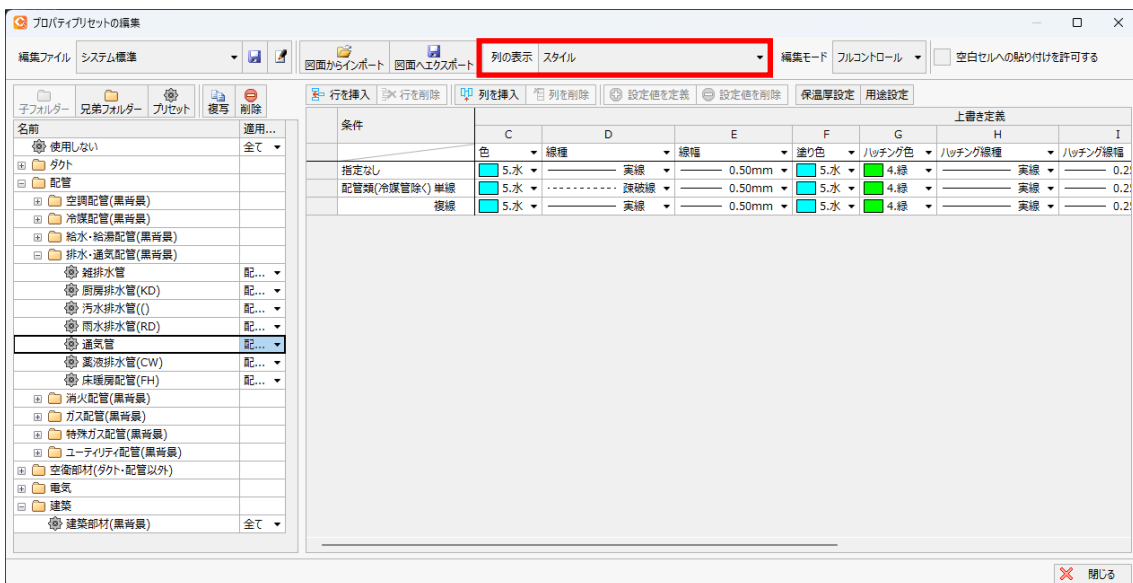 プロパティプリセットの編集
編集ファイル システム標準 図面からインポート 図面へエクスポート 列の表示 スタイル 編集モード フルコントロール 空白セルへの貼り付けを許可する
子フォルダー 兄弟フォルダー プリセット 複写 削除
行を挿入 行を削除 列を挿入 列を削除 設定値を定義 設定値を削除 保温厚設定 用途設定
名前 適用...
使用しない 全て
ダクト
配管
空調配管(黒背景)
冷媒配管(黒背景)
給水・給湯配管(黒背景)
排水・通気配管(黒背景)
雑排水管 配...
厨房排水管(KD) 配...
汚水排水管(() 配...
雨水排水管(RD) 配...
通気管 配...
薬液排水管(CW) 配...
床暖房配管(FH) 配...
消火配管(黒背景)
ガス配管(黒背景)
特殊ガス配管(黒背景)
ユーティリティ配管(黒背景)
空衛部材(ダクト・配管以外)
電気
建築
建築部材(黒背景) 全て
条件 上書き定義
C D E F G H I
色 線種 線幅 塗り色 ハッチング色 ハッチング線種 ハッチング線幅
指定なし 5.水 実線 0.50mm 5.水 4.緑 実線 0.2
配管類(冷媒管除く) 単線 5.水 疎破線 0.50mm 5.水 4.緑 実線 0.2
複線 5.水 実線 0.50mm 5.水 4.緑 実線 0.2
閉じる